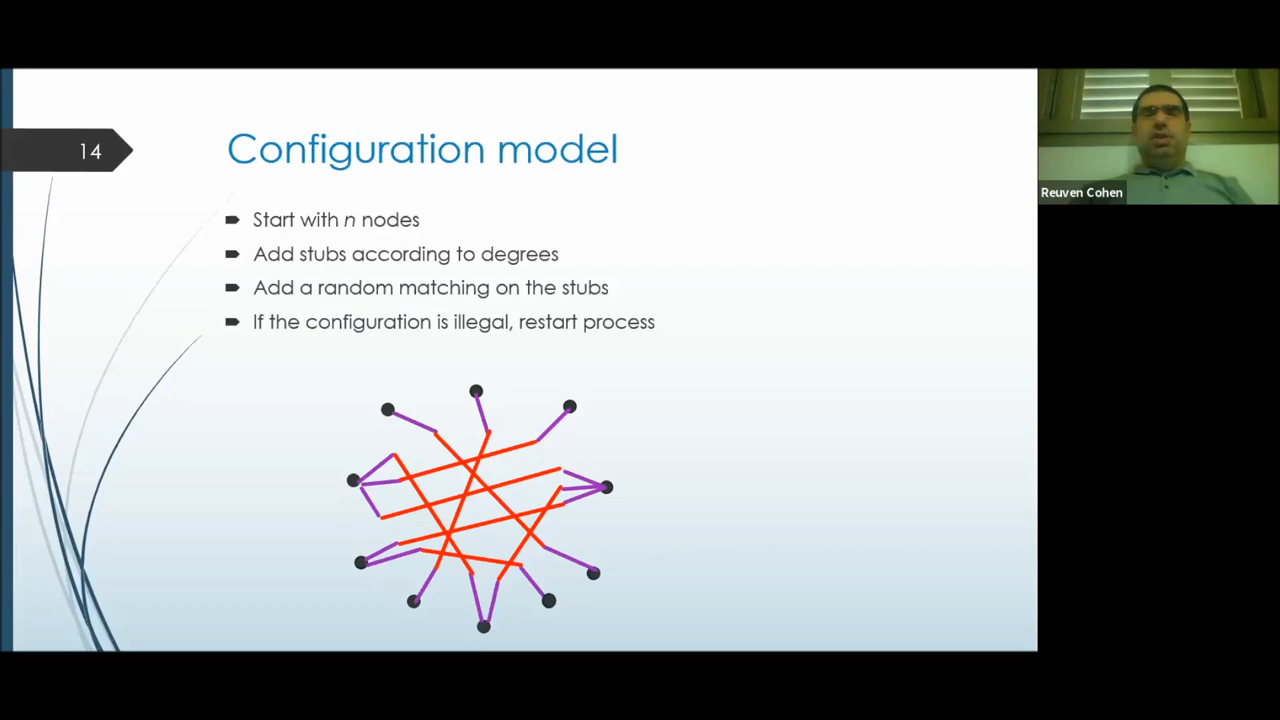 14
Configuration model
Start with n nodes
Add stubs according to degrees
Add a random matching on the stubs
If the configuration is illegal, restart process
Reuven Cohen